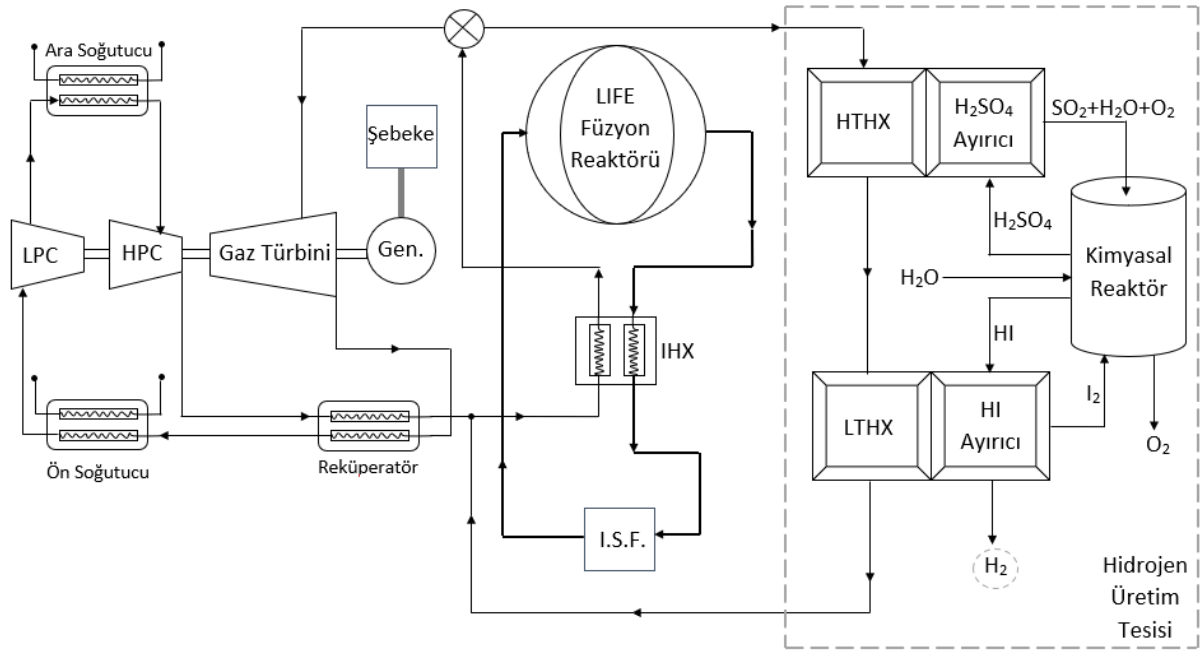 Ara Soğutucu
LPC
HPC
Gaz Türbini
Gen.
Şebeke
Ön Soğutucu
Reküperatör
LIFE
Füzyon
Reaktörü
IHX
I.S.F.
HTHX
H₂SO₄
Ayırıcı
SO₂+H₂O+O₂
H₂SO₄
Kimyasal
Reaktör
H₂O
HI
I₂
O₂
LTHX
HI
Ayırıcı
H₂
Hidrojen
Üretim
Tesisi